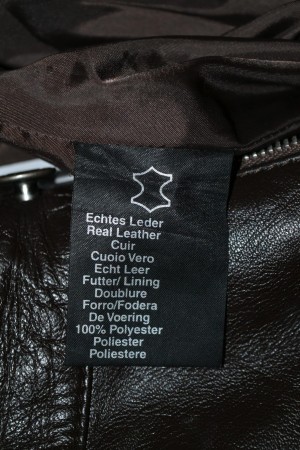 Echtes Leder
Real Leather
Cuir
Cuoio Vero
Echt Leer
Futter/ Lining
Doublure
Forro/Fodera
De Voering
100% Polyester
Poliester
Poliestere